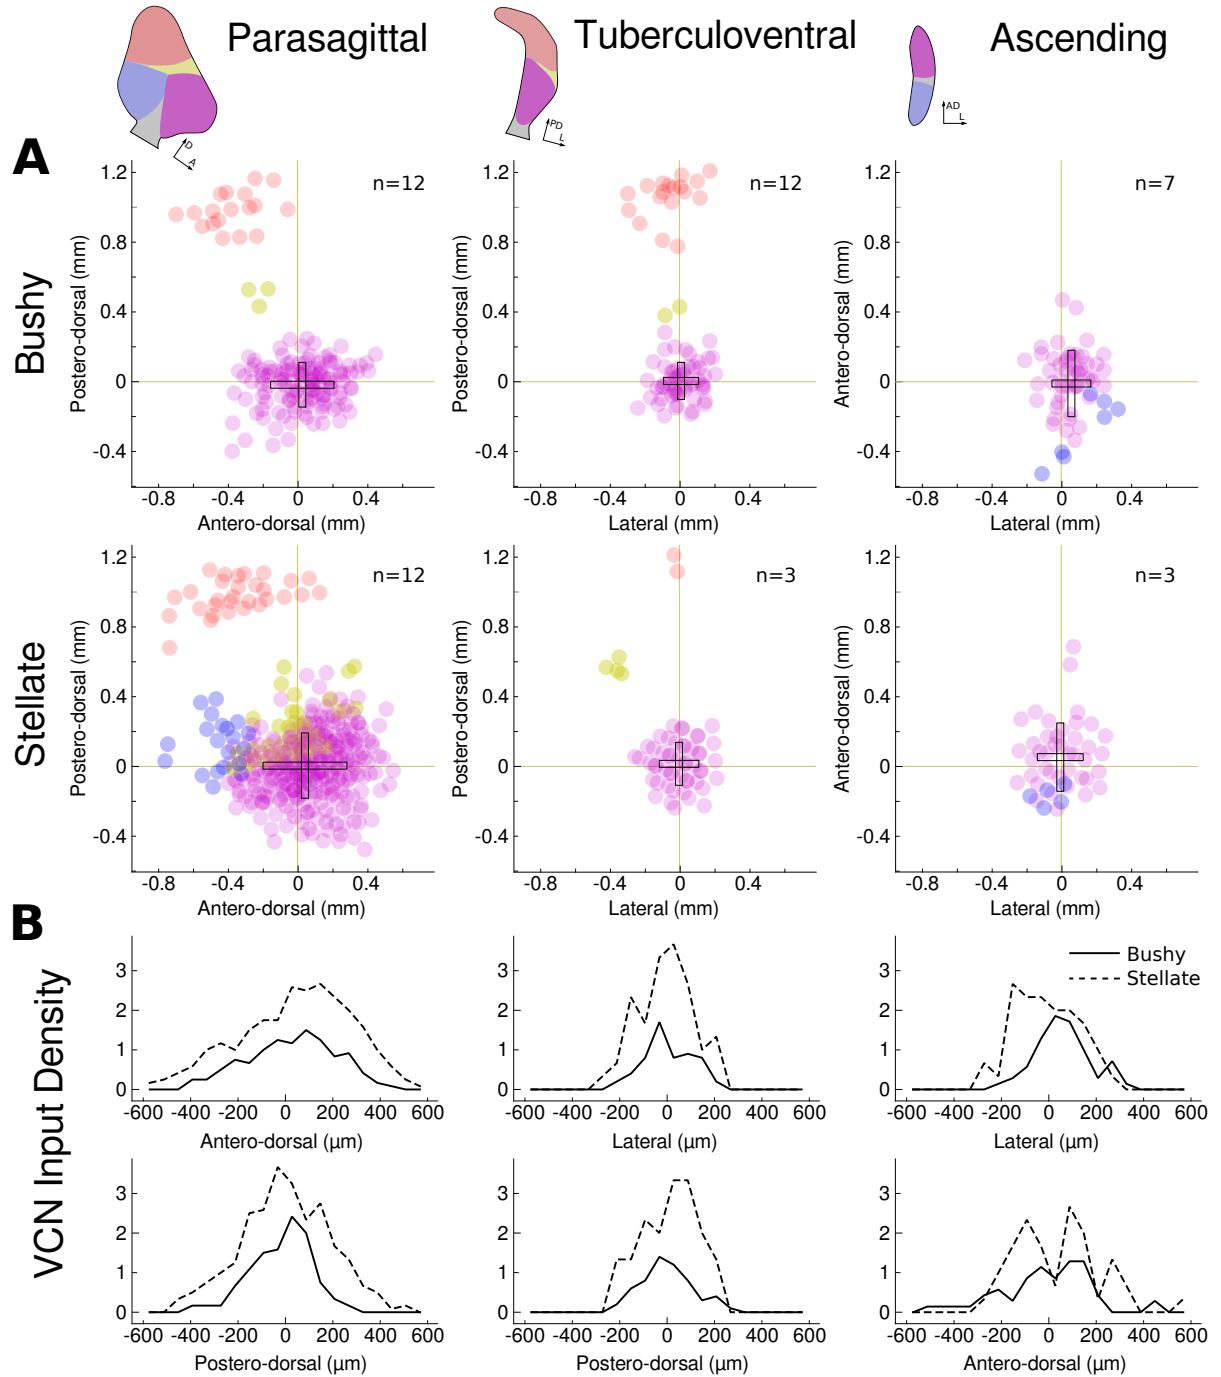 Parasagittal
Tuberculoventral
Ascending
D
A
PD
L
AD
L
A
Bushy
Postero-dorsal (mm)
1.2
0.8
0.4
0
-0.4
n=12
-0.8 -0.4 0 0.4
Antero-dorsal (mm)
Postero-dorsal (mm)
1.2
0.8
0.4
0
-0.4
n=12
-0.8 -0.4 0 0.4
Lateral (mm)
Antero-dorsal (mm)
1.2
0.8
0.4
0
-0.4
n=7
-0.8 -0.4 0 0.4
Lateral (mm)
Stellate
Postero-dorsal (mm)
1.2
0.8
0.4
0
-0.4
n=12
-0.8 -0.4 0 0.4
Antero-dorsal (mm)
Postero-dorsal (mm)
1.2
0.8
0.4
0
-0.4
n=3
-0.8 -0.4 0 0.4
Lateral (mm)
Antero-dorsal (mm)
1.2
0.8
0.4
0
-0.4
n=3
-0.8 -0.4 0 0.4
Lateral (mm)
B
VCN Input Density
3
2
1
0
-600 -400 -200 0 200 400 600
Antero-dorsal (µm)
3
2
1
0
-600 -400 -200 0 200 400 600
Lateral (µm)
Bushy
Stellate
3
2
1
0
-600 -400 -200 0 200 400 600
Lateral (µm)
3
2
1
0
-600 -400 -200 0 200 400 600
Postero-dorsal (µm)
3
2
1
0
-600 -400 -200 0 200 400 600
Postero-dorsal (µm)
3
2
1
0
-600 -400 -200 0 200 400 600
Antero-dorsal (µm)